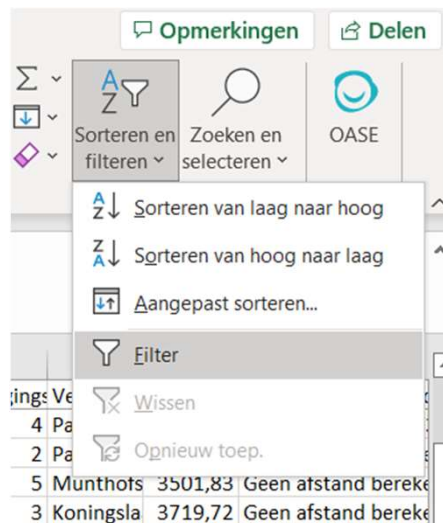 Opmerkingen Delen
Sorteren en filteren
Zoeken en selecteren
OASE
Sorteren van laag naar hoog
Sorteren van hoog naar laag
Aangepast sorteren...
Filter
Wissen
Opnieuw toep.
4 Pa
2 Pa
5 Munthofs 3501,83 Geen afstand bereke
3 Koningsla 3719,72 Geen afstand bereke